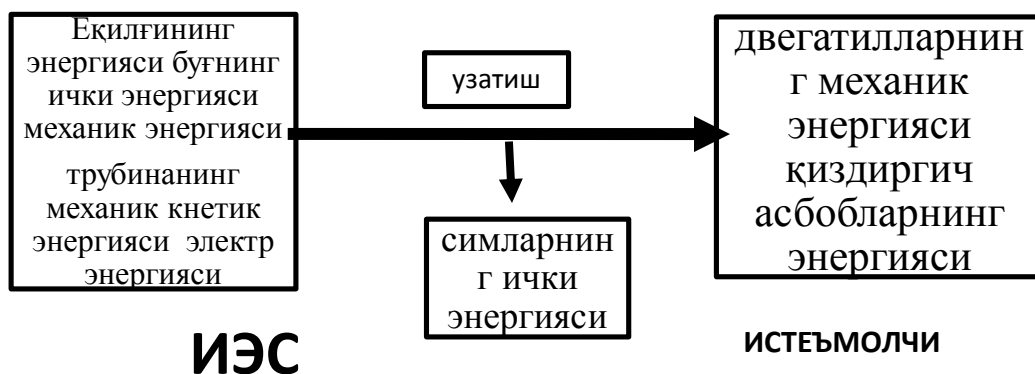 Еқилғининг
энергияси буғнинг
ички энергияси
механик энергияси
трубинанинг
механик кнетик
энергияси электр
энергияси
узатиш
симларнин
г ички
энергияси
двегатилларнин
г механик
энергияси
қиздиргич
асбобларнинг
энергияси
ИЭС
ИСТЕЪМОЛЧИ